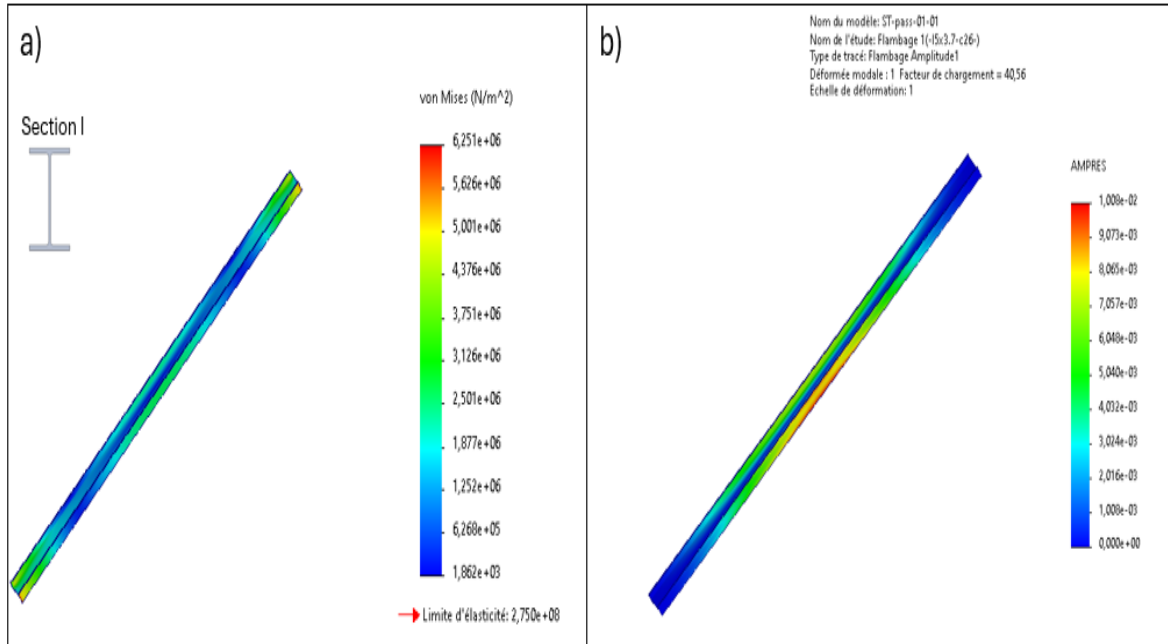 a)
Section I
von Mises (N/m^2)
6,251e+06
5,626e+06
5,001e+06
4,376e+06
3,751e+06
3,126e+06
2,501e+06
1,877e+06
1,252e+06
6,268e+05
1,862e+03
Limite d'élasticité: 2,750e+08
b)
Nom du modèle: ST-pass-01-01
Nom de l'étude: Flambage 1(-I5x3.7-c26-)
Type de tracé: Flambage Amplitude1
Déformée modale : 1 Facteur de chargement = 40,56
Echelle de déformation: 1
AMPRES
1,008e-02
9,073e-03
8,065e-03
7,057e-03
6,048e-03
5,040e-03
4,032e-03
3,024e-03
2,016e-03
1,008e-03
0,000e+00